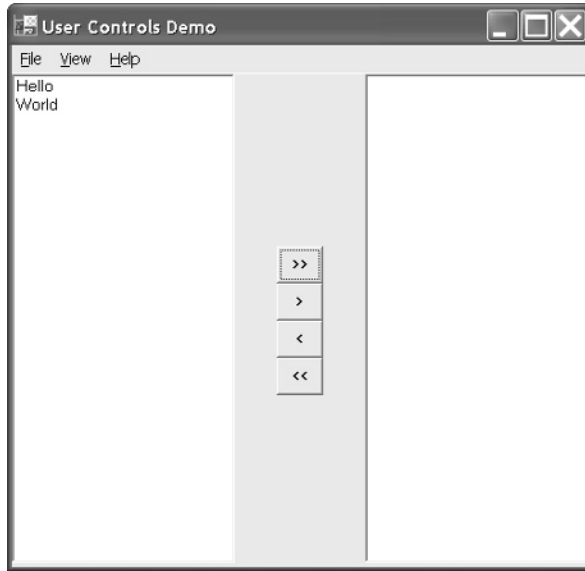 User Controls Demo
File View Help
Hello
World
>>
>
<
<<